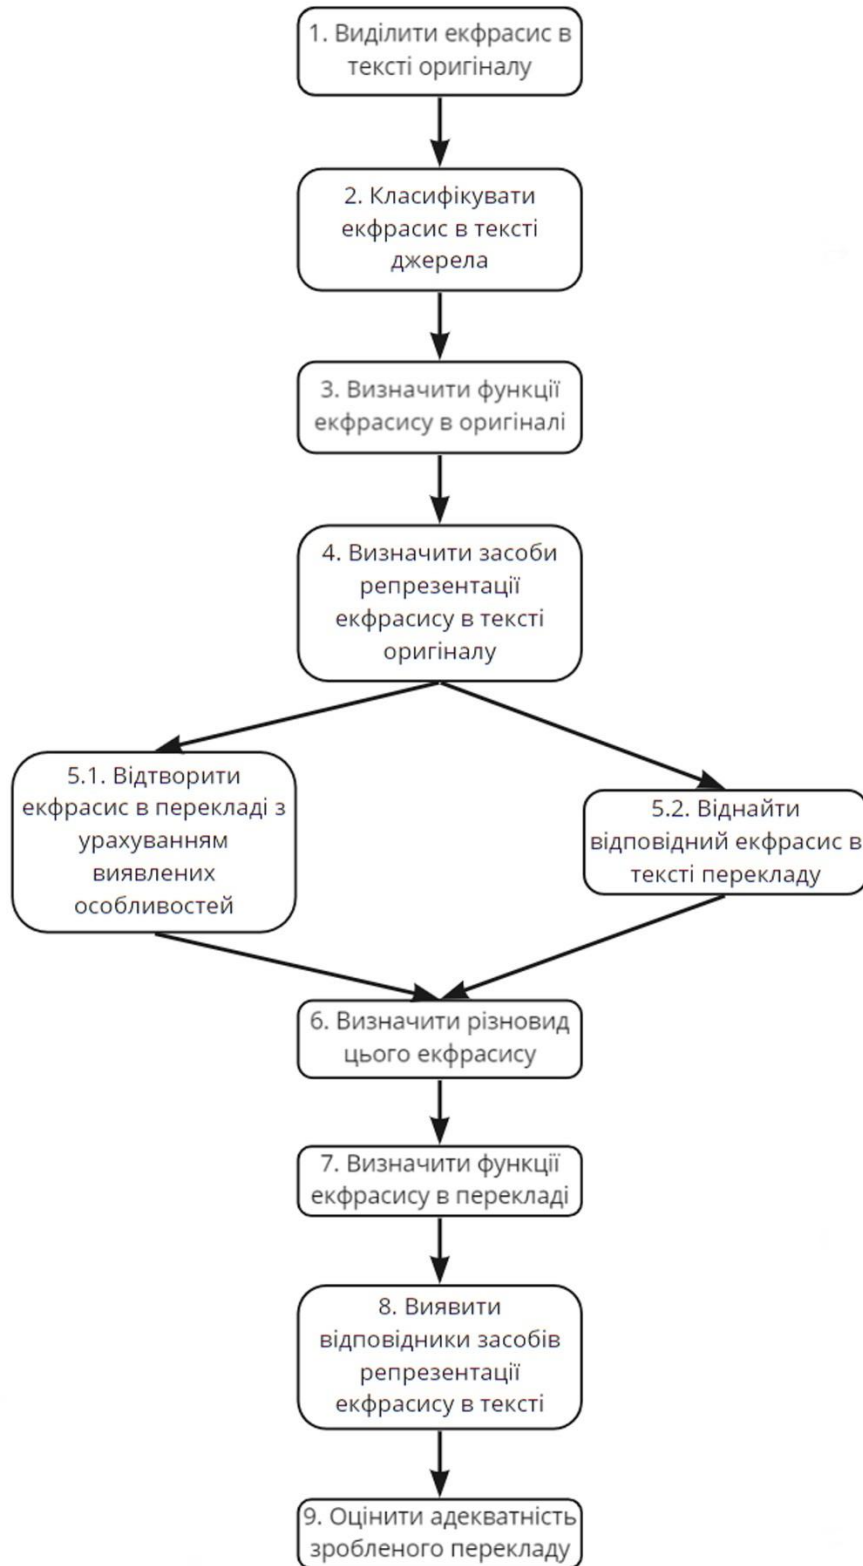 1. Виділити екфрасис в
тексті оригіналу
2. Класифікувати
екфрасис в тексті
джерела
3. Визначити функції
екфрасису в оригіналі
4. Визначити засоби
репрезентації
екфрасису в тексті
оригіналу
5.1. Відтворити
екфрасис в перекладі з
урахуванням
виявлених
особливостей
5.2. Віднайти
відповідний екфрасис в
тексті перекладу
6. Визначити різновид
цього екфрасису
7. Визначити функції
екфрасису в перекладі
8. Виявити
відповідники засобів
репрезентації
екфрасису в тексті
9. Оцінити адекватність
зробленого перекладу